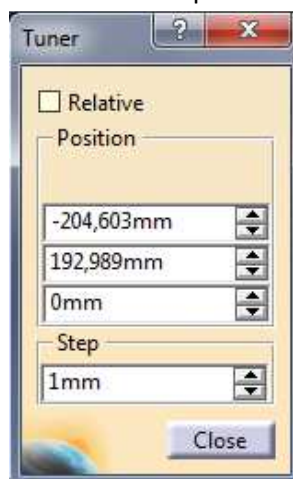 Tuner
?
X
Relative
Position
-204,603mm
192,989mm
0mm
Step
1mm
Close